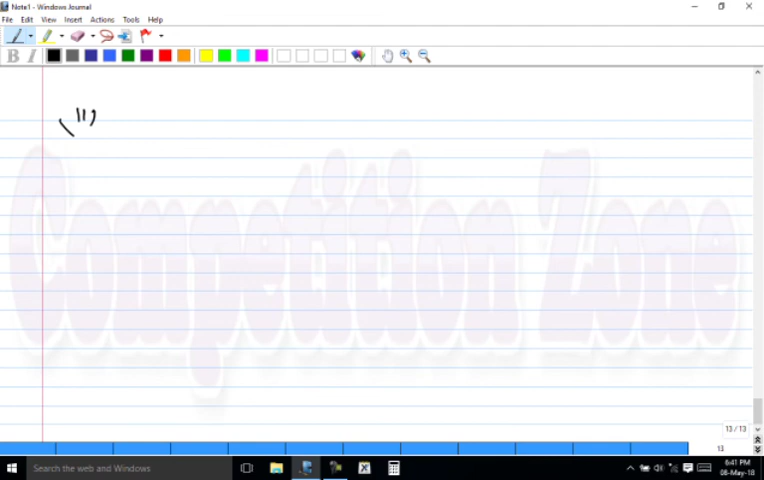 Note1 - Windows Journal
File Edit View Insert Actions Tools Help
B I
(11)
Competition Zone
13 / 13
13
Search the web and Windows
6:41 PM
08-May-18